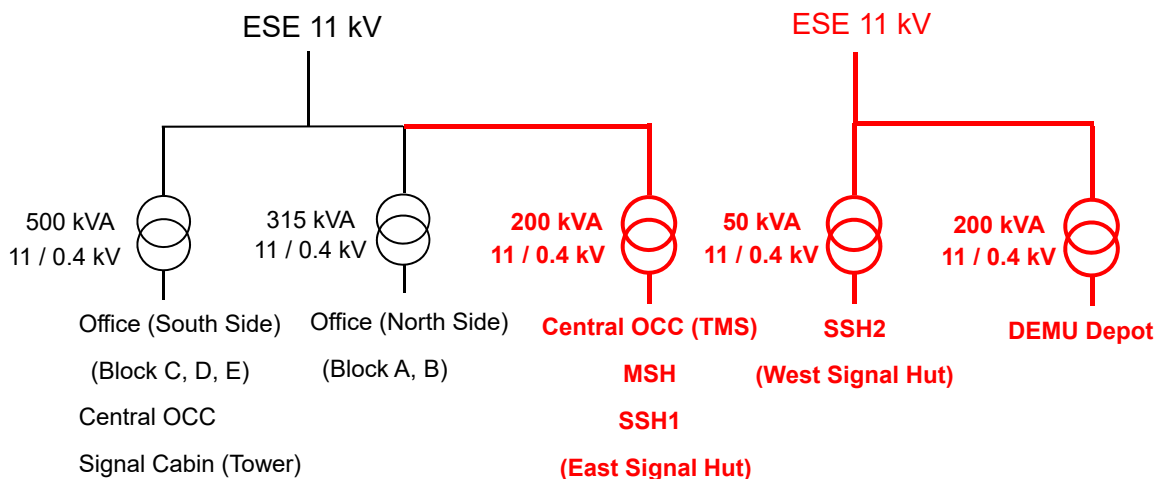 ESE 11 kV
ESE 11 kV
500 kVA
11 / 0.4 kV
315 kVA
11 / 0.4 kV
200 kVA
11 / 0.4 kV
50 kVA
11 / 0.4 kV
200 kVA
11 / 0.4 kV
Office (South Side)
(Block C, D, E)
Central OCC
Signal Cabin (Tower)
Office (North Side)
(Block A, B)
Central OCC (TMS)
MSH
SSH1
(East Signal Hut)
SSH2
(West Signal Hut)
DEMU Depot